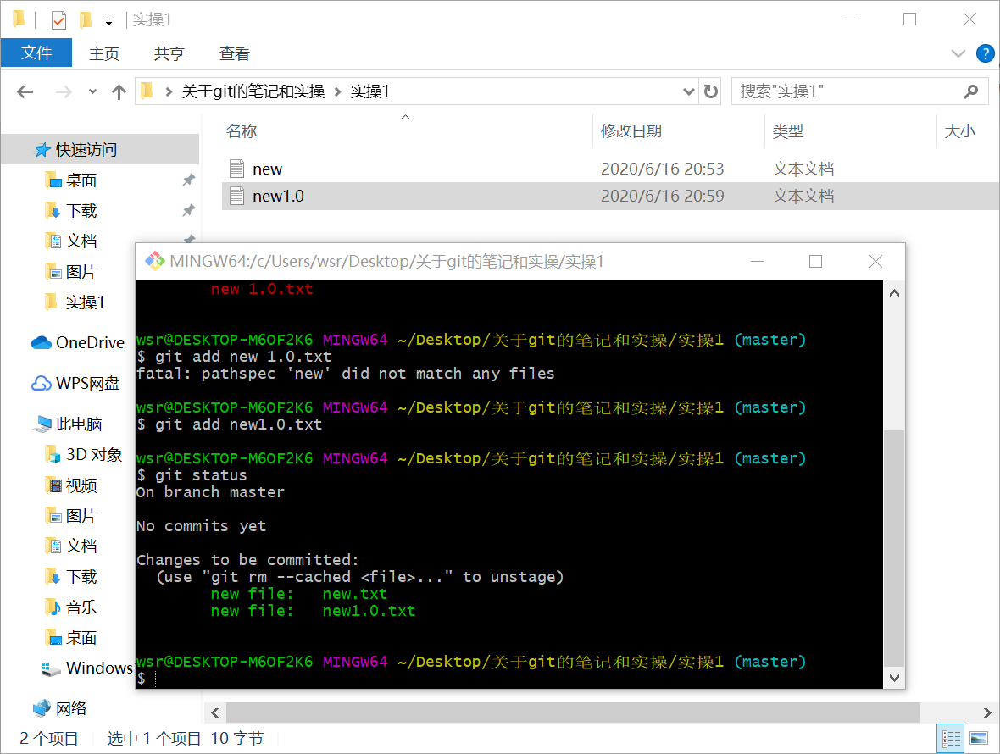 实操1
文件 主页 共享 查看
关于git的笔记和实操 实操1 搜索"实操1"
名称 修改日期 类型 大小
new 2020/6/16 20:53 文本文档
new1.0 2020/6/16 20:59 文本文档
快速访问
桌面
下载
文档
图片
实操1
OneDrive
WPS网盘
此电脑
3D 对象
视频
图片
文档
下载
音乐
桌面
Windows
网络
MINGW64:/c/Users/wsr/Desktop/关于git的笔记和实操/实操1
new 1.0.txt
wsr@DESKTOP-M6OF2K6 MINGW64 ~/Desktop/关于git的笔记和实操/实操1 (master)
$ git add new 1.0.txt
fatal: pathspec 'new' did not match any files
wsr@DESKTOP-M6OF2K6 MINGW64 ~/Desktop/关于git的笔记和实操/实操1 (master)
$ git add new1.0.txt
wsr@DESKTOP-M6OF2K6 MINGW64 ~/Desktop/关于git的笔记和实操/实操1 (master)
$ git status
On branch master
No commits yet
Changes to be committed:
(use "git rm --cached <file>..." to unstage)
new file: new.txt
new file: new1.0.txt
wsr@DESKTOP-M6OF2K6 MINGW64 ~/Desktop/关于git的笔记和实操/实操1 (master)
$
2 个项目 选中 1 个项目 10 字节